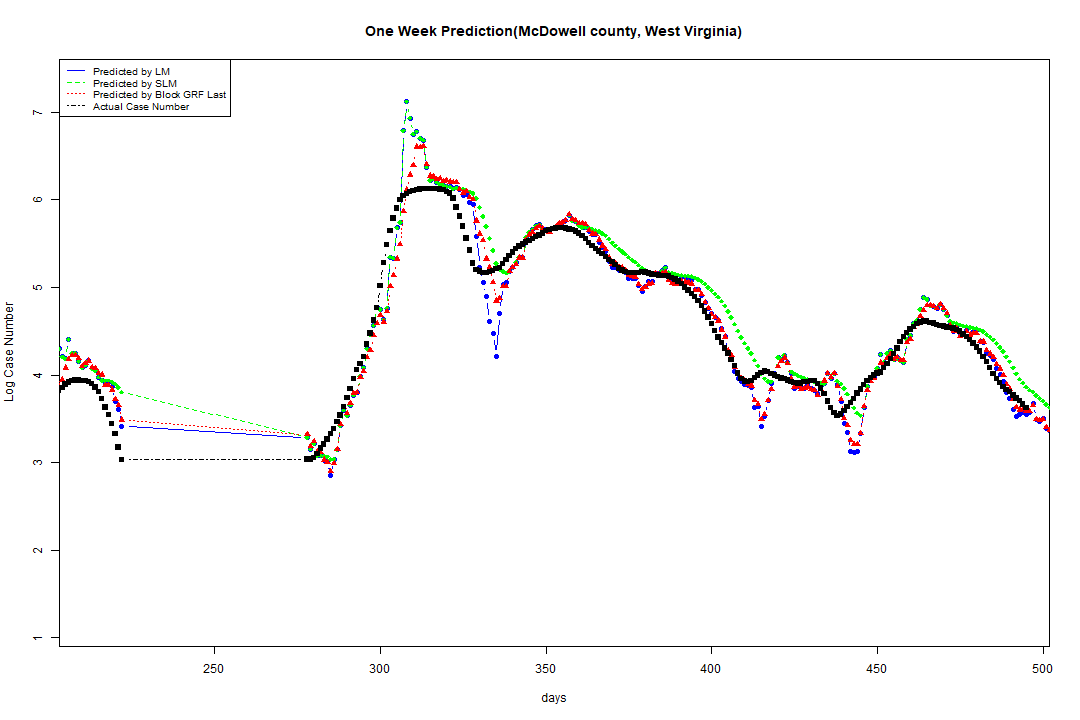 One Week Prediction(McDowell county, West Virginia)
Predicted by LM
Predicted by SLM
Predicted by Block GRF Last
Actual Case Number
Log Case Number
7
6
5
4
3
2
1
250 300 350 400 450 500
days